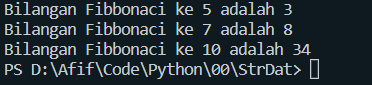 Bilangan Fibbonaci ke 5 adalah 3
Bilangan Fibbonaci ke 7 adalah 8
Bilangan Fibbonaci ke 10 adalah 34
PS D:\Afif\Code\Python\00\StrDat>